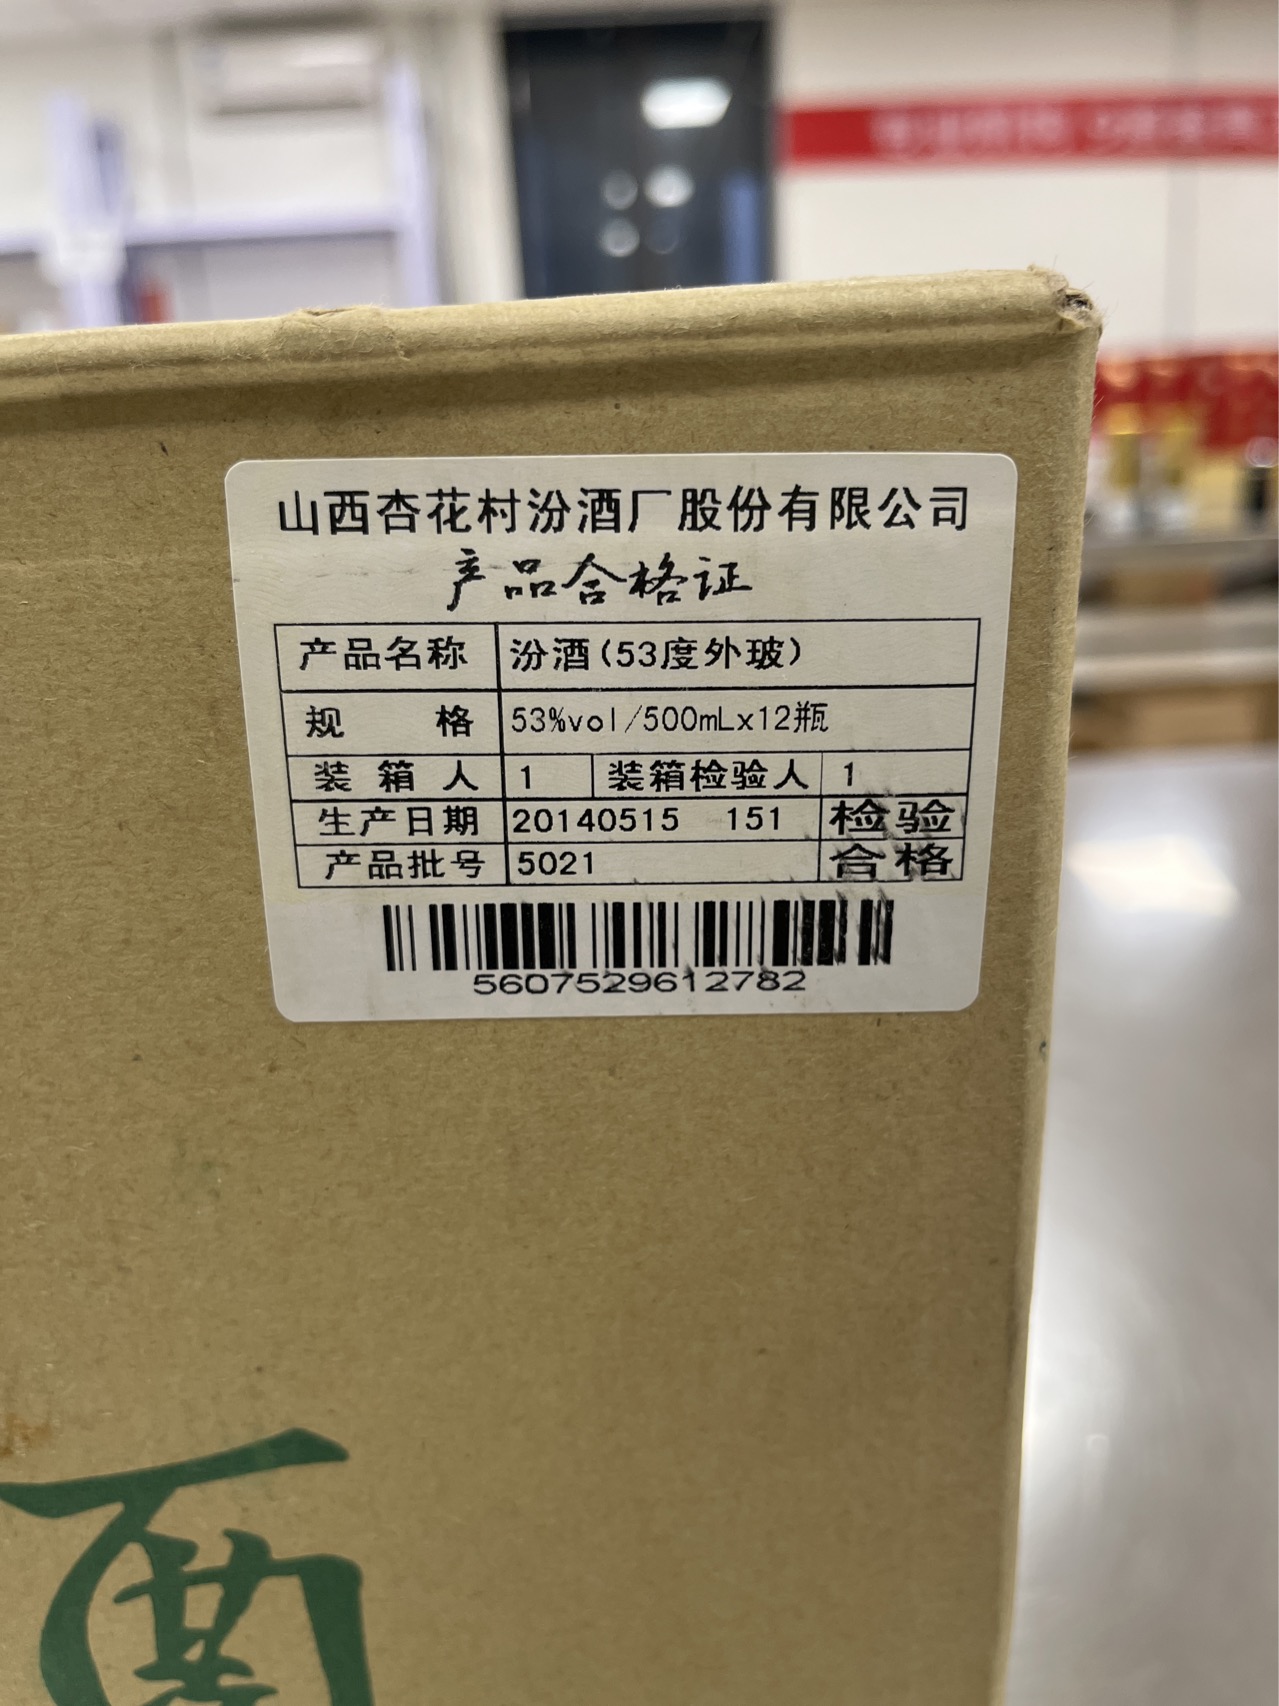 山西杏花村汾酒厂股份有限公司
产品合格证
产品名称 汾酒(53度外玻)
规 格 53%vol/500mLx12瓶
装箱人 1 装箱检验人 1
生产日期 20140515 151 检验
产品批号 5021 合格
5607529612782